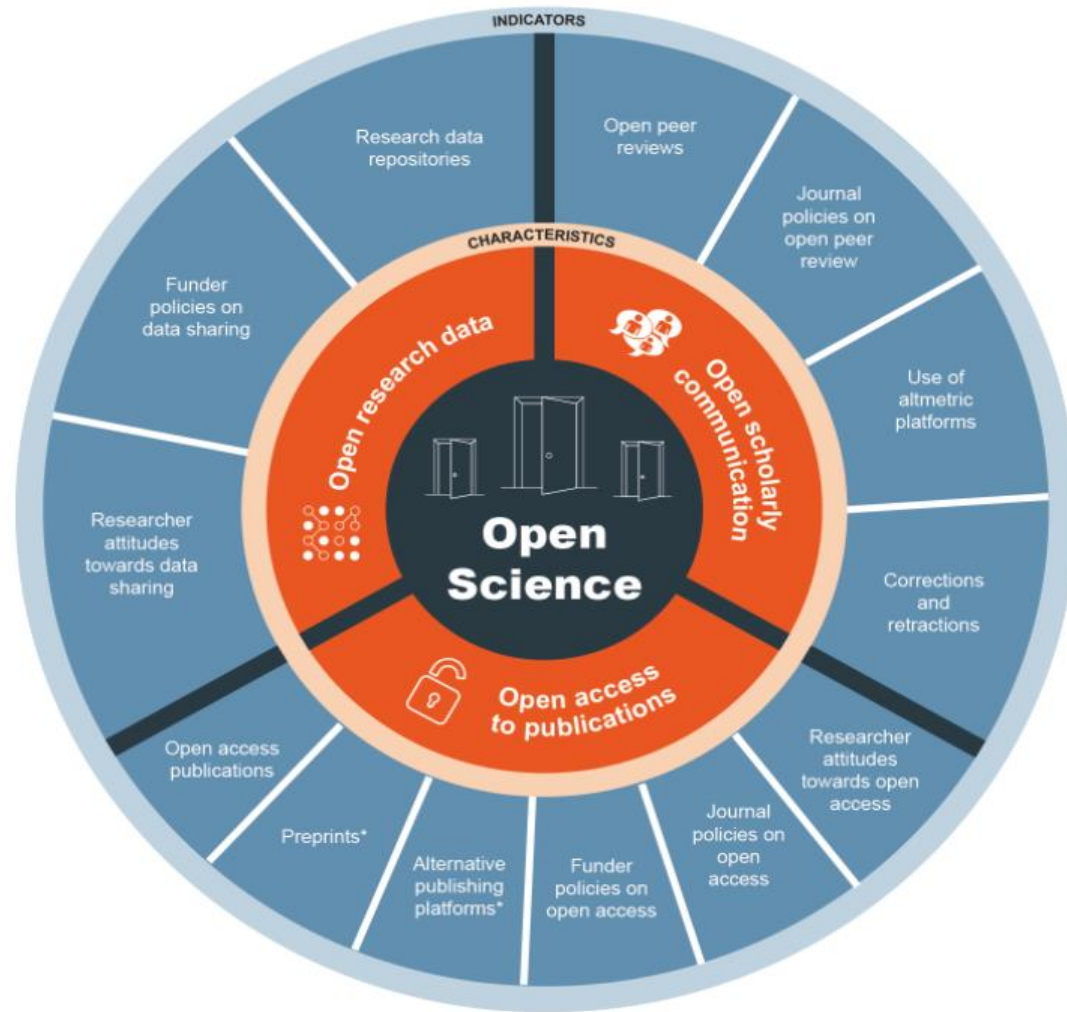 INDICATORS
Research data
repositories
Open peer
reviews
Journal
policies on
open peer
review
Funder
policies on
data sharing
CHARACTERISTICS
Open research data
Open scholarly
communication
Use of
altmetric
platforms
Researcher
attitudes
towards data
sharing
Open
Science
Corrections
and
retractions
Open access
to publications
Open access
publications
Preprints*
Alternative
publishing
platforms*
Funder
policies on
open access
Journal
policies on
open
access
Researcher
attitudes
towards open
access